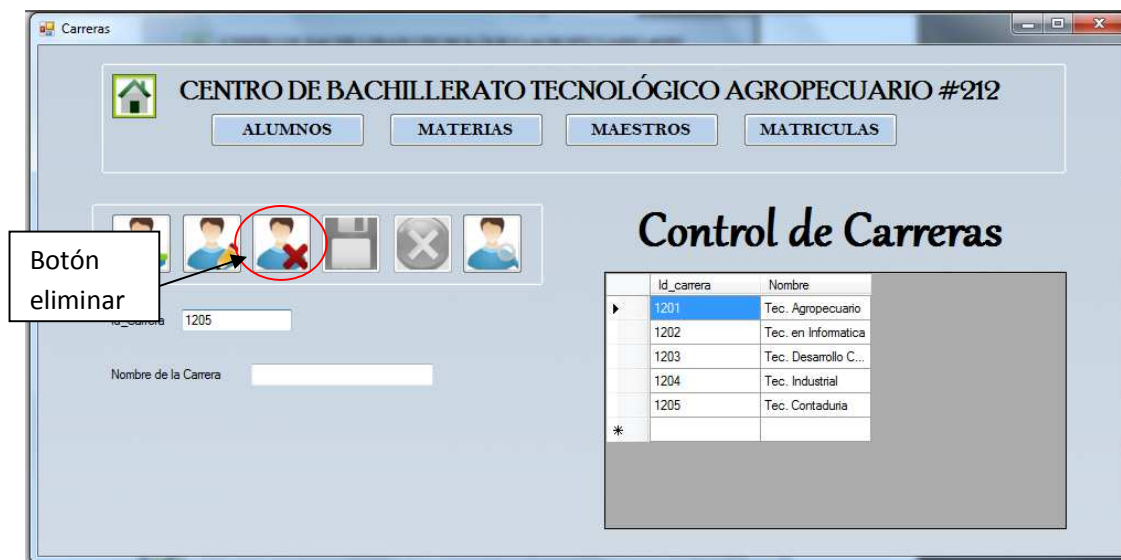 Carreras
CENTRO DE BACHILLERATO TECNOLÓGICO AGROPECUARIO #212
ALUMNOS MATERIAS MAESTROS MATRICULAS
Botón
eliminar
Control de Carreras
1205
Nombre de la Carrera
Id_carrera Nombre
1201 Tec. Agropecuario
1202 Tec. en Informatica
1203 Tec. Desarrollo C...
1204 Tec. Industrial
1205 Tec. Contaduria